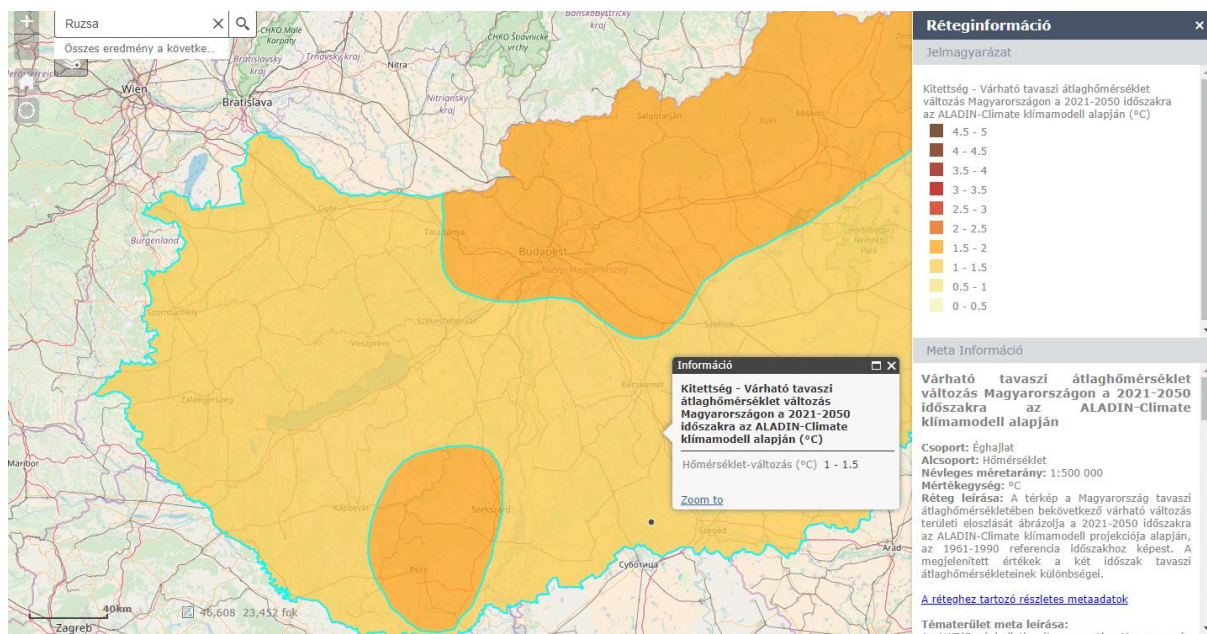 Ruzsa
Összes eredmény a követke...
CHKO Malé
Karpaty
Trnavský kraj
Nitra
CHKO Štiavnické
vrchy
Banskobystrický
kraj
Wien
Bratislavský
kraj
Bratislava
Nitriansky
kraj
Salgótarján
Bükk
Miskolc
Győr
Burgenland
Tatabánya
Budapest
Közép-Magyarország
Hortobágyi
Nemzeti
Park
Szombathely
Székesfehérvár
Veszprém
Szolnok
Kecskemét
Zalaegerszeg
Maribor
Kaposvár
Szekszárd
Pécs
Szeged
Суботица
Arad
Zagreb
40km
46,608 23,452 fok
Információ
Kitettség - Várható tavaszi
átlaghőmérséklet változás
Magyarországon a 2021-2050
időszakra az ALADIN-Climate
klímamodell alapján (°C)
Hőmérséklet-változás (°C) 1 - 1.5
Zoom to
Réteginformáció
Jelmagyarázat
Kitettség - Várható tavaszi átlaghőmérséklet
változás Magyarországon a 2021-2050 időszakra
az ALADIN-Climate klímamodell alapján (°C)
4.5 - 5
4 - 4.5
3.5 - 4
3 - 3.5
2.5 - 3
2 - 2.5
1.5 - 2
1 - 1.5
0.5 - 1
0 - 0.5
Meta Információ
Várható tavaszi átlaghőmérséklet
változás Magyarországon a 2021-2050
időszakra az ALADIN-Climate
klímamodell alapján
Csoport: Éghajlat
Alcsoport: Hőmérséklet
Névleges méretarány: 1:500 000
Mértékegység: °C
Réteg leírása: A térkép a Magyarország tavaszi
átlaghőmérsékletében bekövetkező várható változás
területi eloszlását ábrázolja a 2021-2050 időszakra
az ALADIN-Climate klímamodell projekciója alapján,
az 1961-1990 referencia időszakhoz képest. A
megjelenített értékek a két időszak tavaszi
átlaghőmérsékleteinek különbségei.
A réteghez tartozó részletes metaadatok
Tématerület meta leírása: